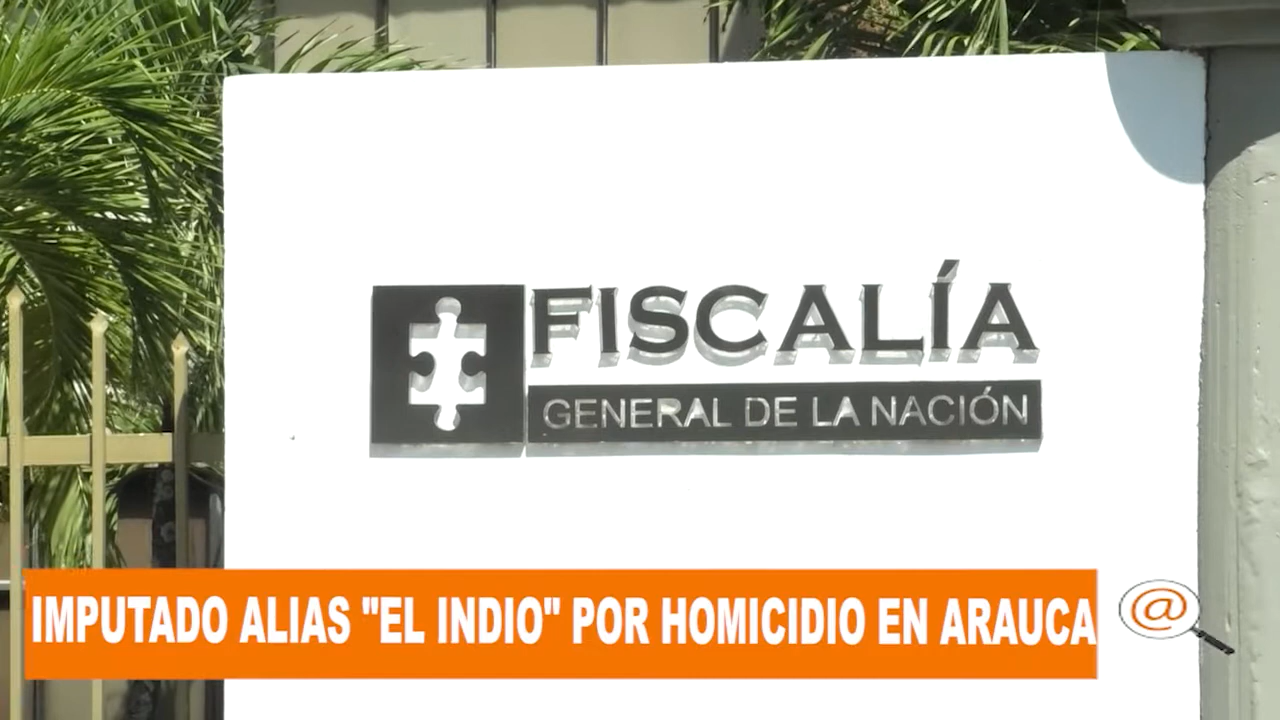 FISCALÍA
GENERAL DE LA NACIÓN
IMPUTADO ALIAS "EL INDIO" POR HOMICIDIO EN ARAUCA
@